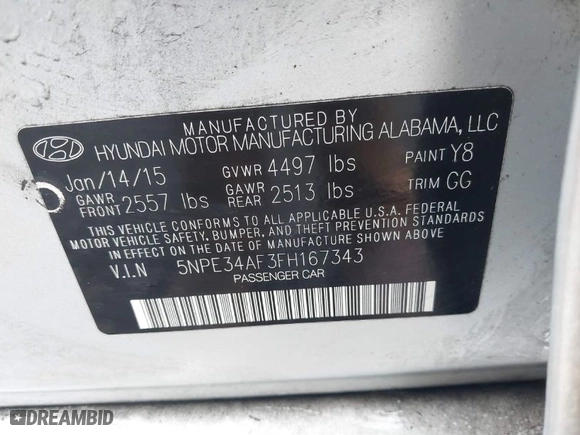 MANUFACTURED BY
HYUNDAI MOTOR MANUFACTURING ALABAMA, LLC
Jan/14/15 GVWR 4497 lbs PAINT Y8
GAWR FRONT 2557 lbs GAWR REAR 2513 lbs TRIM GG
THIS VEHICLE CONFORMS TO ALL APPLICABLE U.S.A. FEDERAL
MOTOR VEHICLE SAFETY, BUMPER, AND THEFT PREVENTION STANDARDS
IN EFFECT ON THE DATE OF MANUFACTURE SHOWN ABOVE.
V.I.N 5NPE34AF3FH167343
PASSENGER CAR
DREAMBID